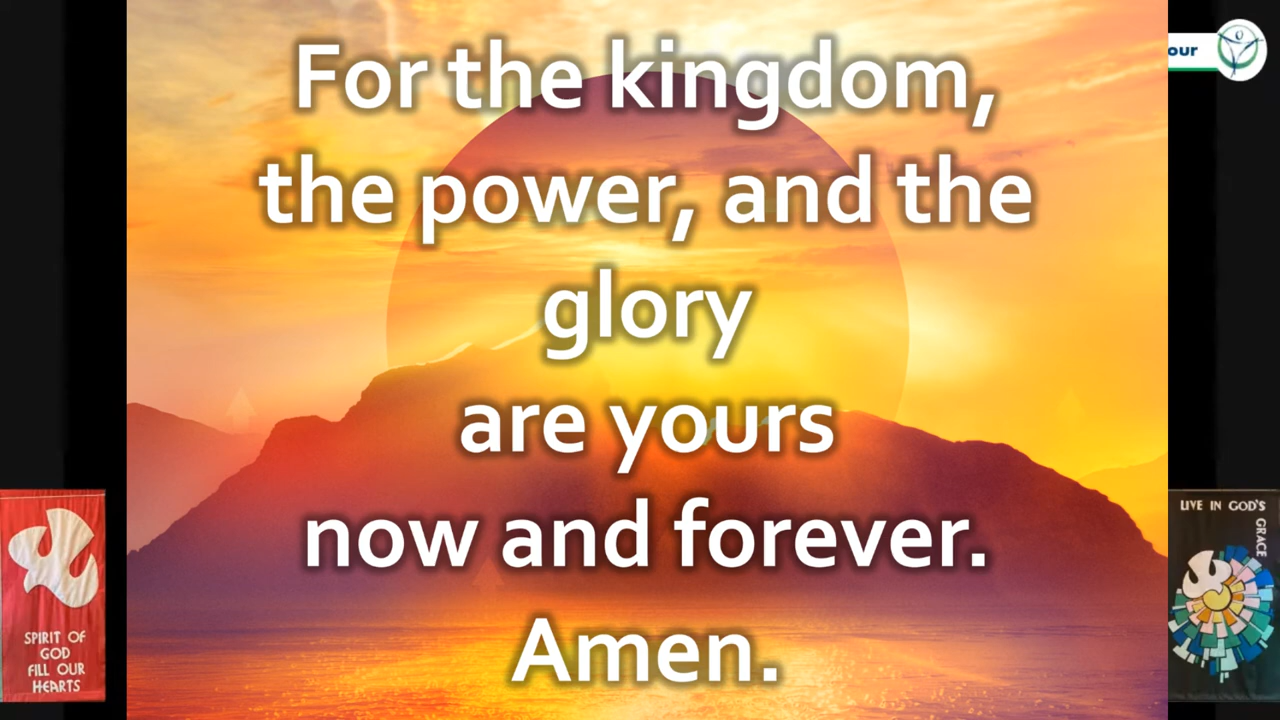 For the kingdom,
the power, and the
glory
are yours
now and forever.
Amen.
our
SPIRIT OF
GOD
FILL OUR
HEARTS
LIVE IN GOD'S
GRACE